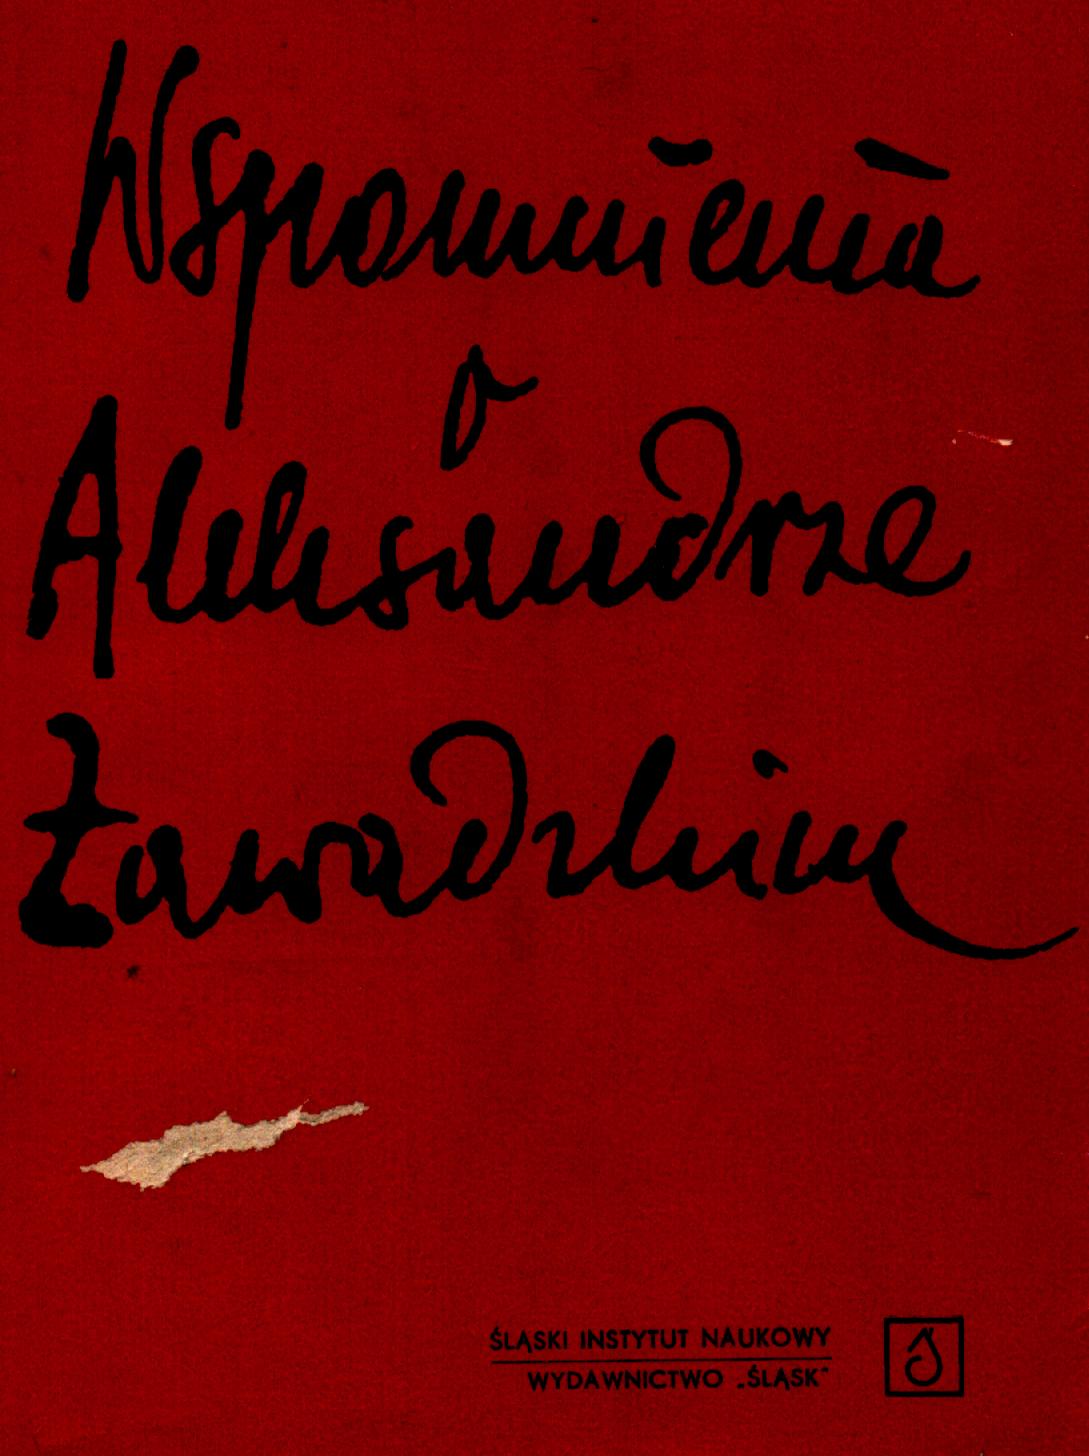 Wspomnienia
o
Aleksandrze
Zawadzkim
ŚLĄSKI INSTYTUT NAUKOWY
WYDAWNICTWO „ŚLĄSK"